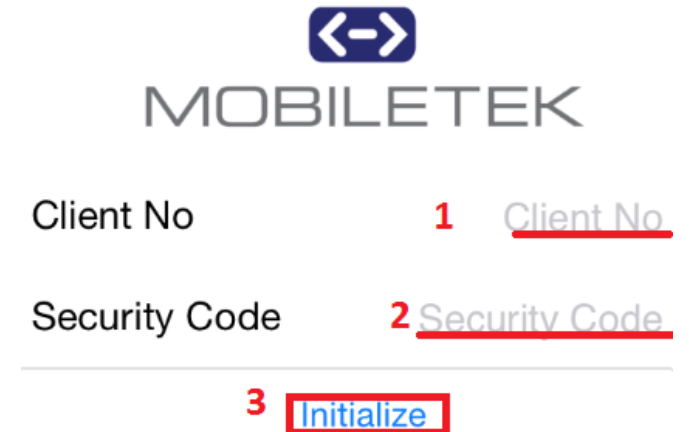 MOBILETEK
Client No 1 Client No
Security Code 2 Security Code
3 Initialize